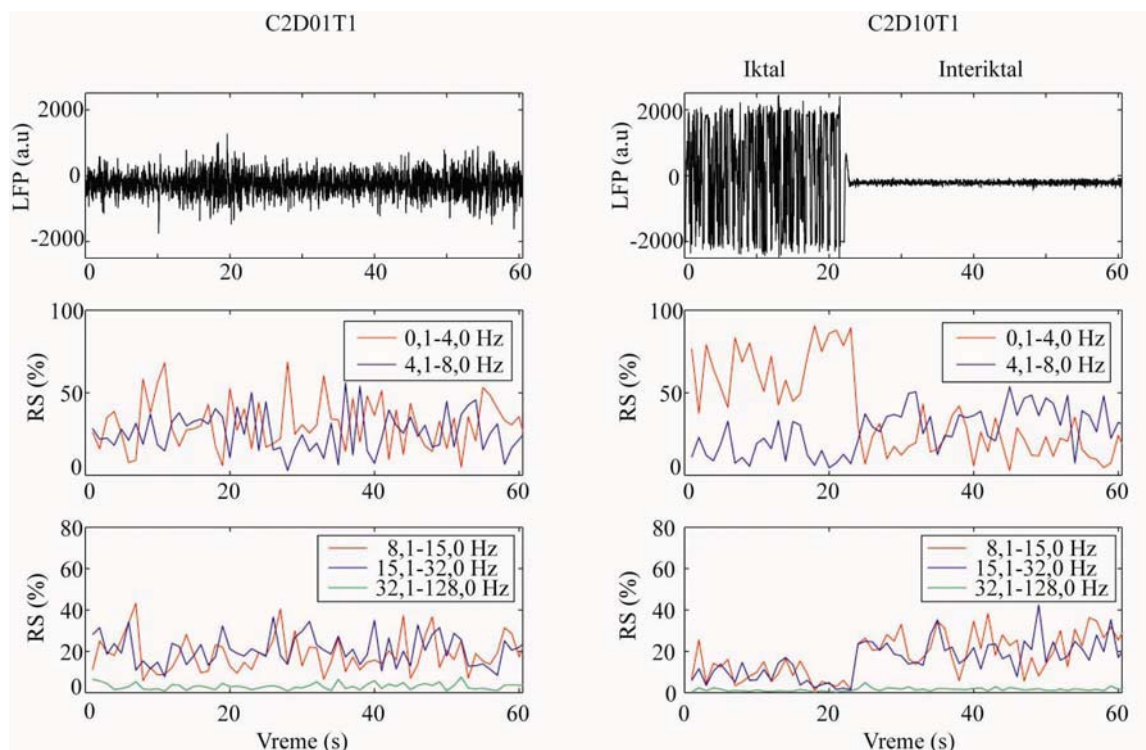 C2D01T1
C2D10T1
Iktal Interiktal
LFP (a.u)
2000
0
-2000
0 20 40 60
LFP (a.u)
2000
0
-2000
0 20 40 60
RS (%)
100
50
0
0,1-4,0 Hz
4,1-8,0 Hz
0 20 40 60
RS (%)
100
50
0
0,1-4,0 Hz
4,1-8,0 Hz
0 20 40 60
RS (%)
80
60
40
20
0
8,1-15,0 Hz
15,1-32,0 Hz
32,1-128,0 Hz
0 20 40 60
Vreme (s)
RS (%)
80
60
40
20
0
8,1-15,0 Hz
15,1-32,0 Hz
32,1-128,0 Hz
0 20 40 60
Vreme (s)